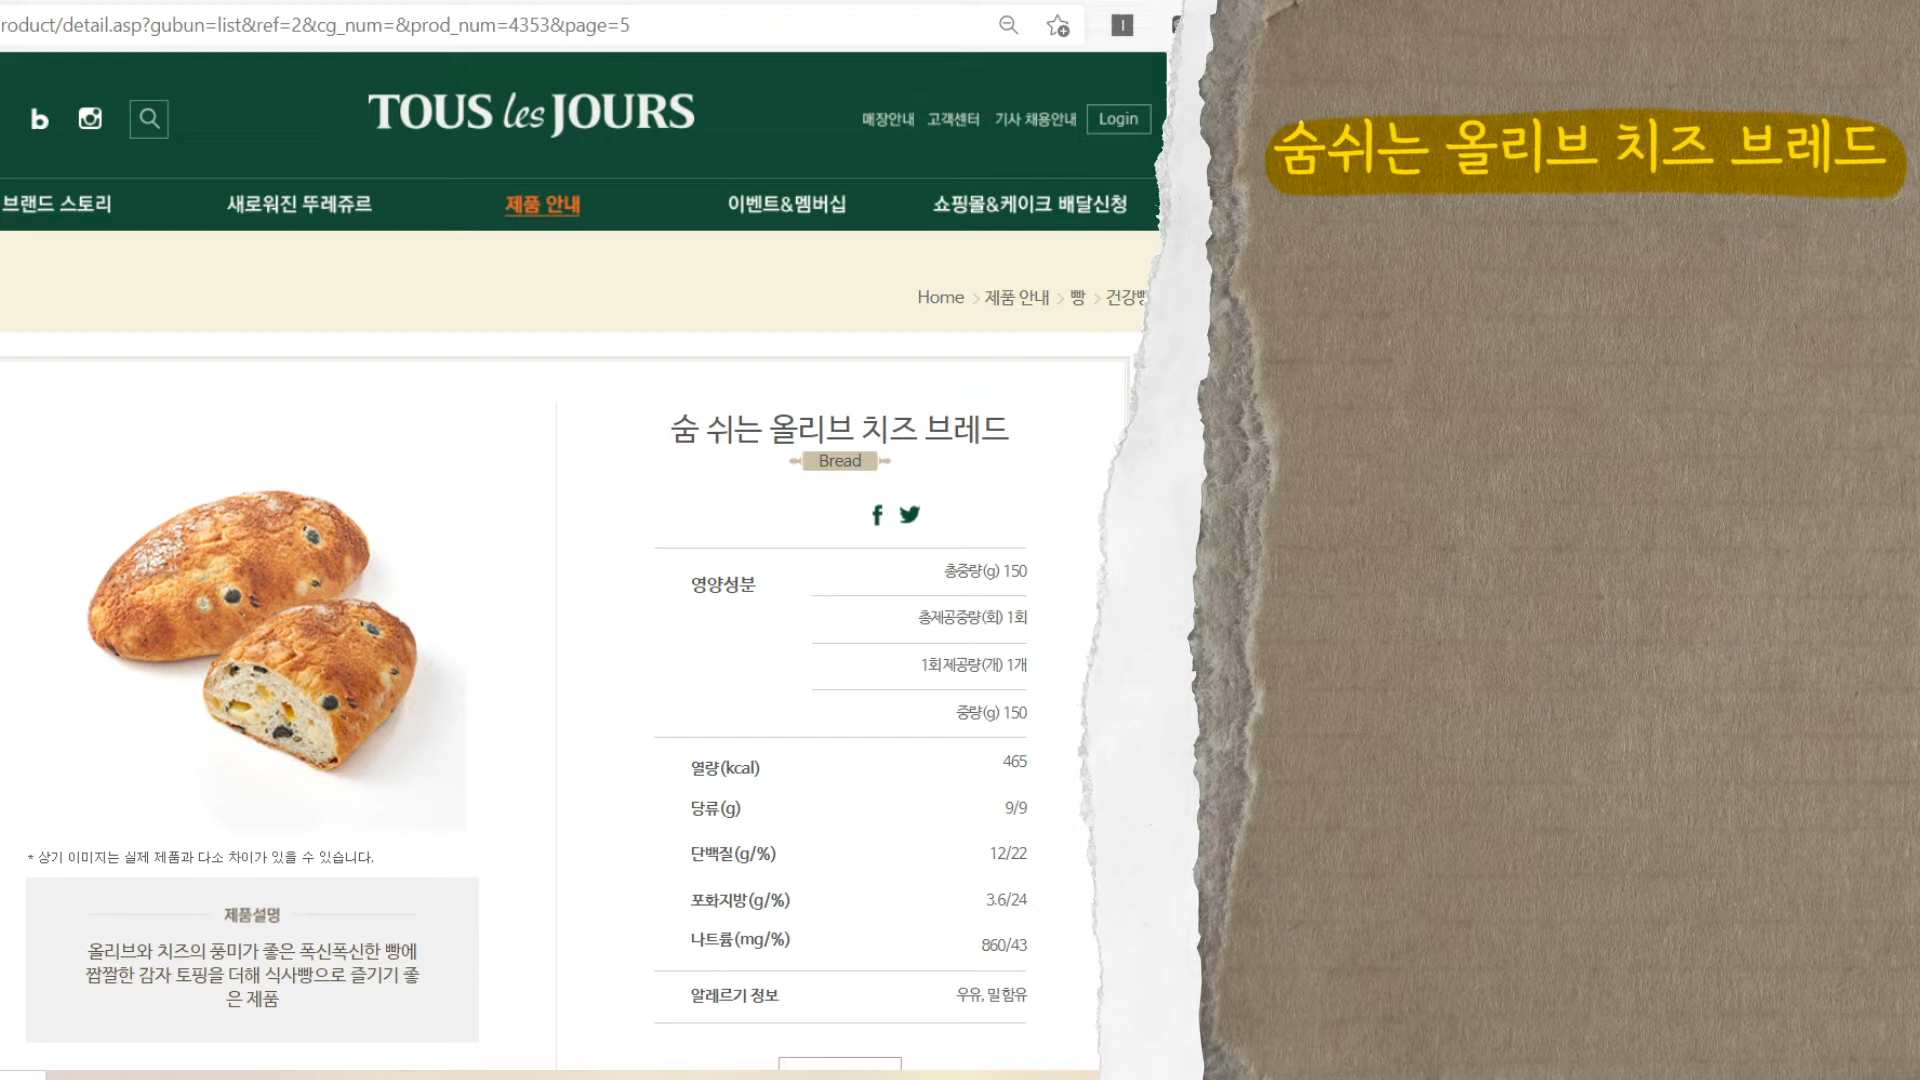 roduct/detail.asp?gubun=list&ref=2&cg_num=&prod_num=4353&page=5
b
TOUS les JOURS
매장안내 고객센터 기사 채용안내 Login
브랜드 스토리 새로워진 뚜레쥬르 제품 안내 이벤트&멤버십 쇼핑몰&케이크 배달신청
Home > 제품 안내 > 빵 > 건강빵
숨 쉬는 올리브 치즈 브레드
Bread
영양성분
총중량(g) 150
총제공중량(회) 1회
1회 제공량(개) 1개
중량(g) 150
열량(kcal) 465
당류(g) 9/9
단백질(g/%) 12/22
포화지방(g/%) 3.6/24
나트륨(mg/%) 860/43
알레르기 정보 우유, 밀 함유
* 상기 이미지는 실제 제품과 다소 차이가 있을 수 있습니다.
제품설명
올리브와 치즈의 풍미가 좋은 폭신폭신한 빵에
짭짤한 감자 토핑을 더해 식사빵으로 즐기기 좋
은 제품
숨쉬는 올리브 치즈 브레드